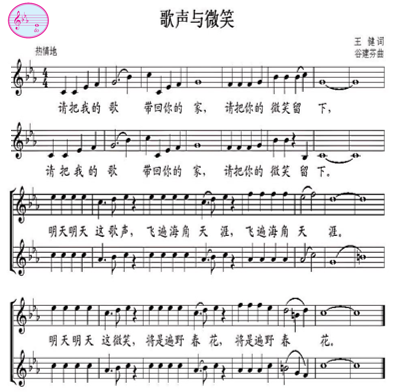 歌声与微笑
热情地
王 健 词
谷建芬曲
请把我的 歌 带回你的 家, 请把你的 微笑留 下,
请把我的 歌 带回你的 家, 请把你的 微笑留 下。
明天明天 这歌声, 飞遍海角 天 涯, 飞遍海角 天 涯。
明天明天 这微笑, 将是遍野 春 花, 将是遍野 春 花。